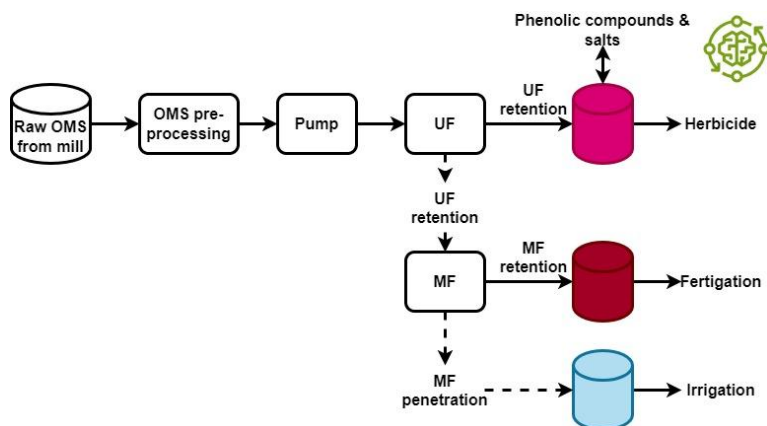 Phenolic compounds &
salts
Raw OMS
from mill
OMS pre-
processing
Pump
UF
UF
retention
Herbicide
UF
retention
MF
MF
retention
Fertigation
MF
penetration
Irrigation